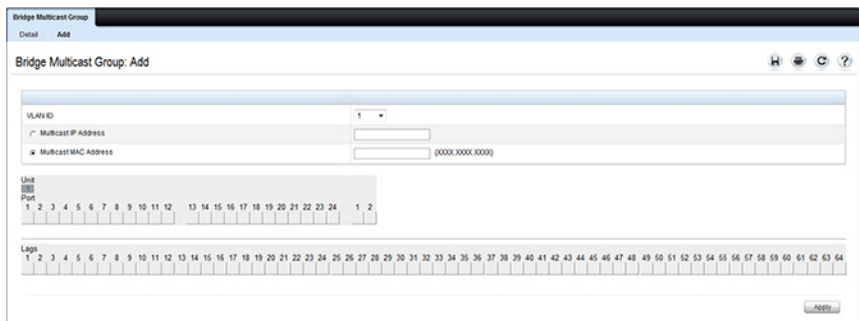 Bridge Multicast Group
Detail Add
Bridge Multicast Group: Add
?
VLAN ID 1
Multicast IP Address
Multicast MAC Address (XXXX.XXXX.XXXX)
Unit
1
Port
1 2 3 4 5 6 7 8 9 10 11 12 13 14 15 16 17 18 19 20 21 22 23 24 1 2
Lags
1 2 3 4 5 6 7 8 9 10 11 12 13 14 15 16 17 18 19 20 21 22 23 24 25 26 27 28 29 30 31 32 33 34 35 36 37 38 39 40 41 42 43 44 45 46 47 48 49 50 51 52 53 54 55 56 57 58 59 60 61 62 63 64
Apply